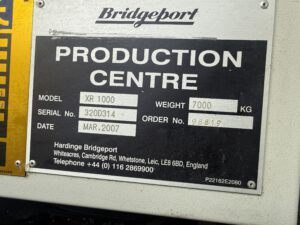 Bridgeport
PRODUCTION
CENTRE
MODEL XR 1000 WEIGHT 7000 KG
SERIAL No. 320D314 ORDER No.
DATE MAR.2007
Hardinge Bridgeport
Whiteacres, Cambridge Rd, Whetstone, Leic, LE8 6BD, England
Telephone +44 (0) 116 2869900
P22162E2060